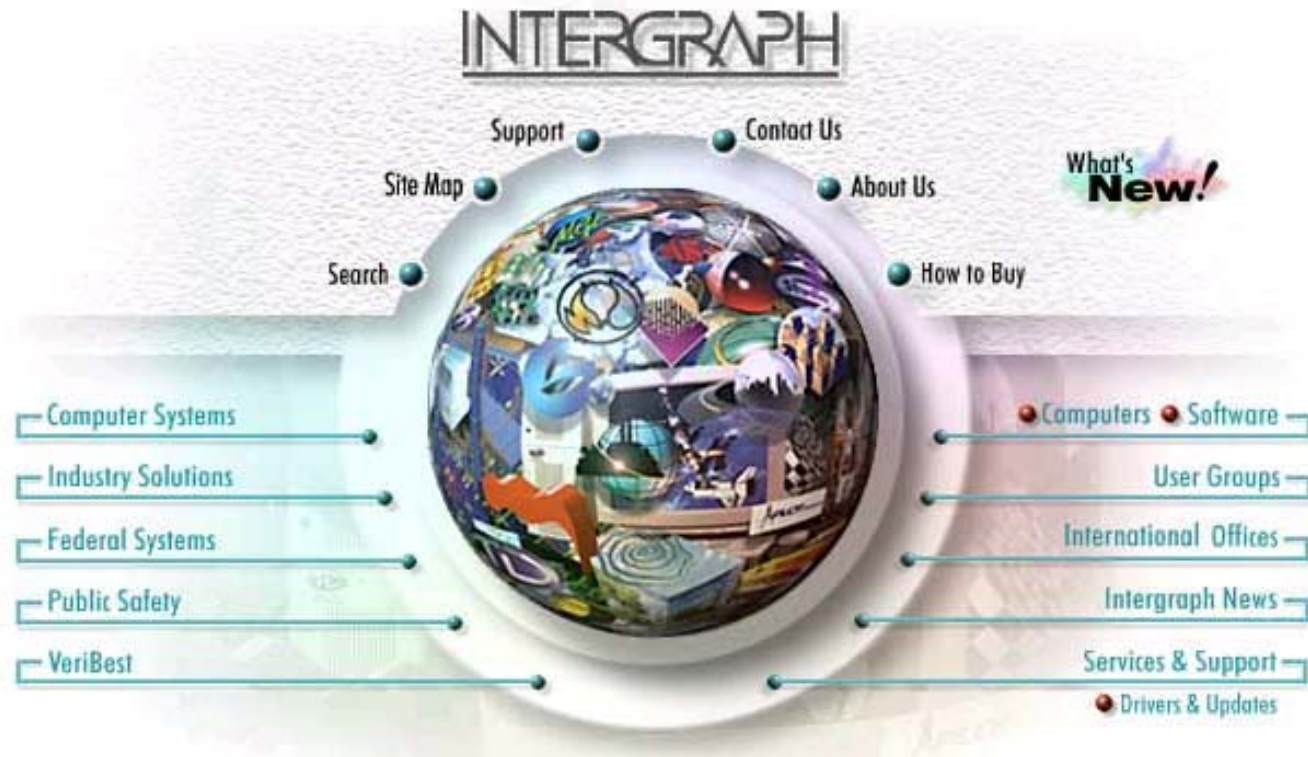 INTERGRAPH
Support
Contact Us
Site Map
About Us
What's
New!
Search
How to Buy
Computer Systems
Computers Software
Industry Solutions
User Groups
Federal Systems
International Offices
Public Safety
Intergraph News
VeriBest
Services & Support
Drivers & Updates